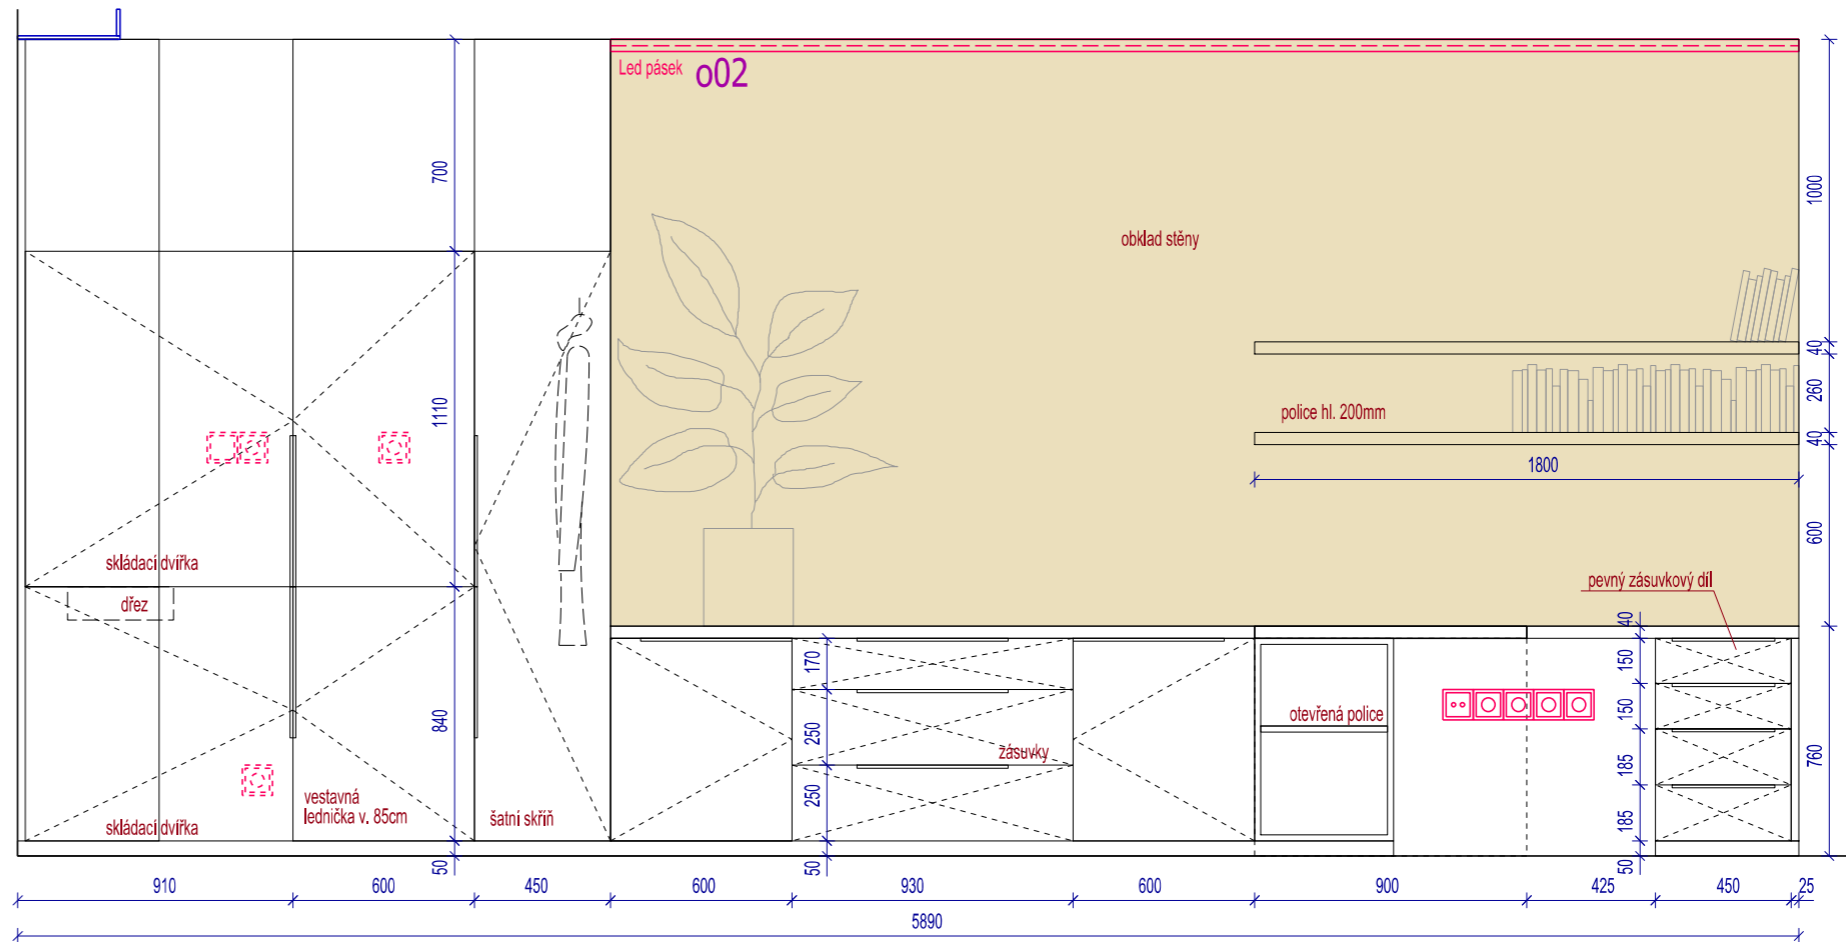 Led pásek
o02
700
1000
obklad stěny
40
260
40
1110
police hl. 200mm
1800
600
skládací dvířka
dřez
pevný zásuvkový díl
40
170
150
otevřená police
150
840
250
zásuvky
760
185
vestavná
lednička v. 85cm
250
185
šatní skříň
skládací dvířka
50
50
50
910
600
450
600
930
600
900
425
450
25
5890